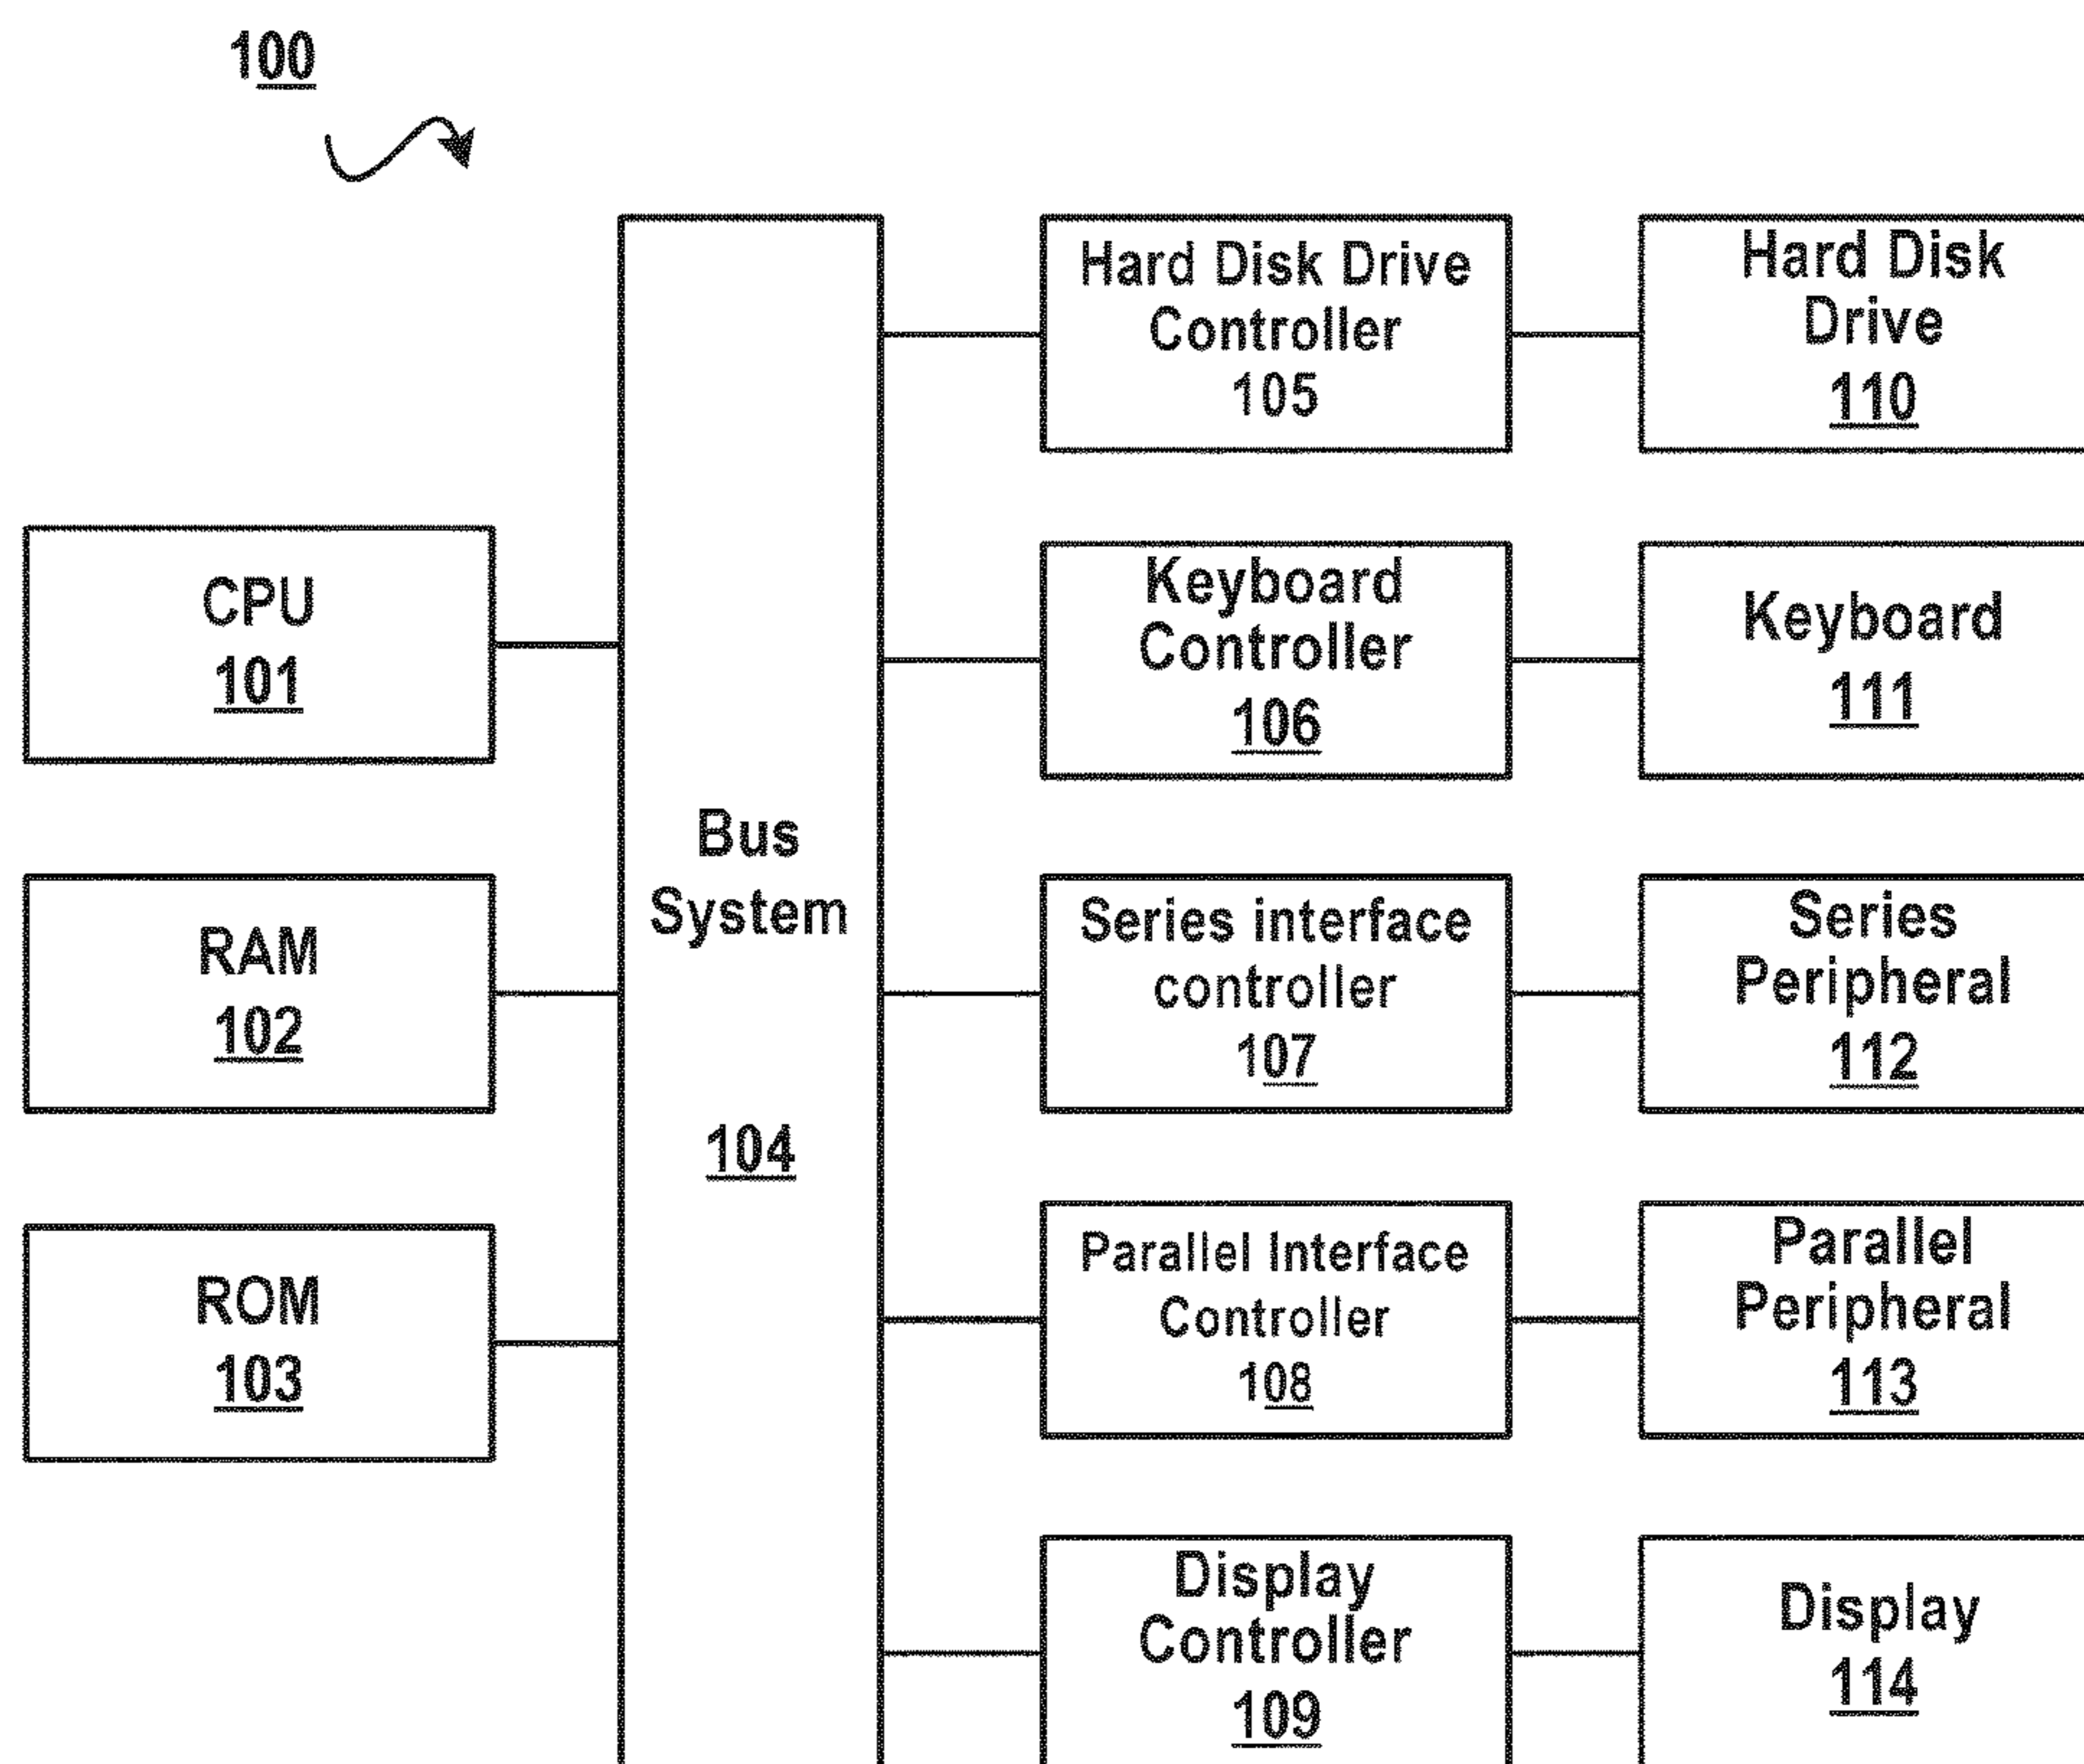 100
CPU
101
RAM
102
ROM
103
Bus
System
104
Hard Disk Drive
Controller
105
Keyboard
Controller
106
Series interface
controller
107
Parallel Interface
Controller
108
Display
Controller
109
Hard Disk
Drive
110
Keyboard
111
Series
Peripheral
112
Parallel
Peripheral
113
Display
114